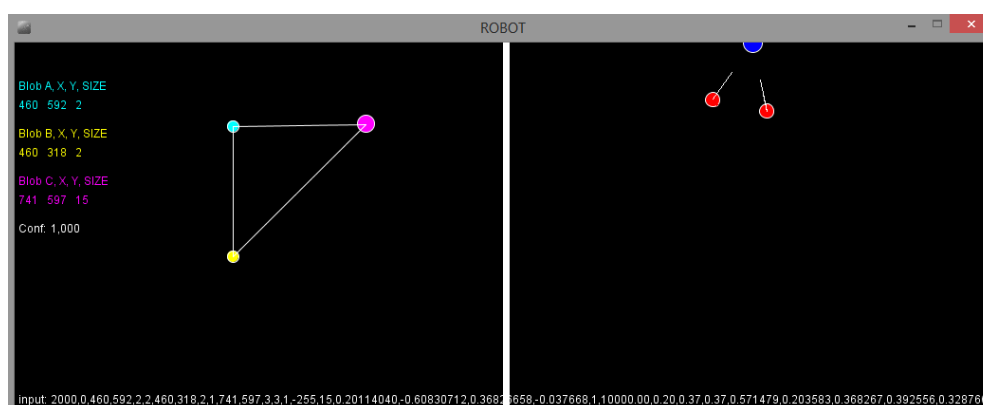 ROBOT
Blob A, X, Y, SIZE
460 592 2
Blob B, X, Y, SIZE
460 318 2
Blob C, X, Y, SIZE
741 597 15
Conf: 1,000
input: 2000,0,460,592,2,2,460,318,2,1,741,597,3,3,1,-255,15,0.20114040,-0.60830712,0.36826658,-0.037668,1,10000.00,0.20,0.37,0.37,0.571479,0.203583,0.368267,0.392556,0.32876